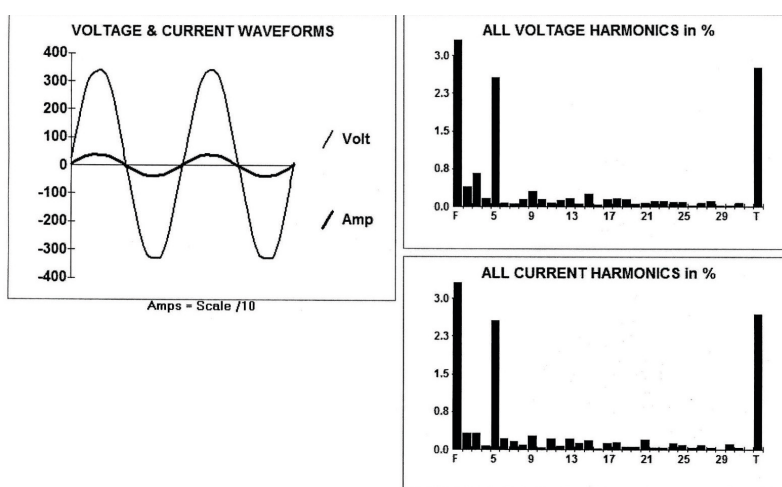 VOLTAGE & CURRENT WAVEFORMS
400
300
200
100
0
-100
-200
-300
-400
Volt
Amp
Amps = Scale /10
ALL VOLTAGE HARMONICS in %
3.0
2.3
1.5
0.8
0.0
F 5 9 13 17 21 25 29 T
ALL CURRENT HARMONICS in %
3.0
2.3
1.5
0.8
0.0
F 5 9 13 17 21 25 29 T